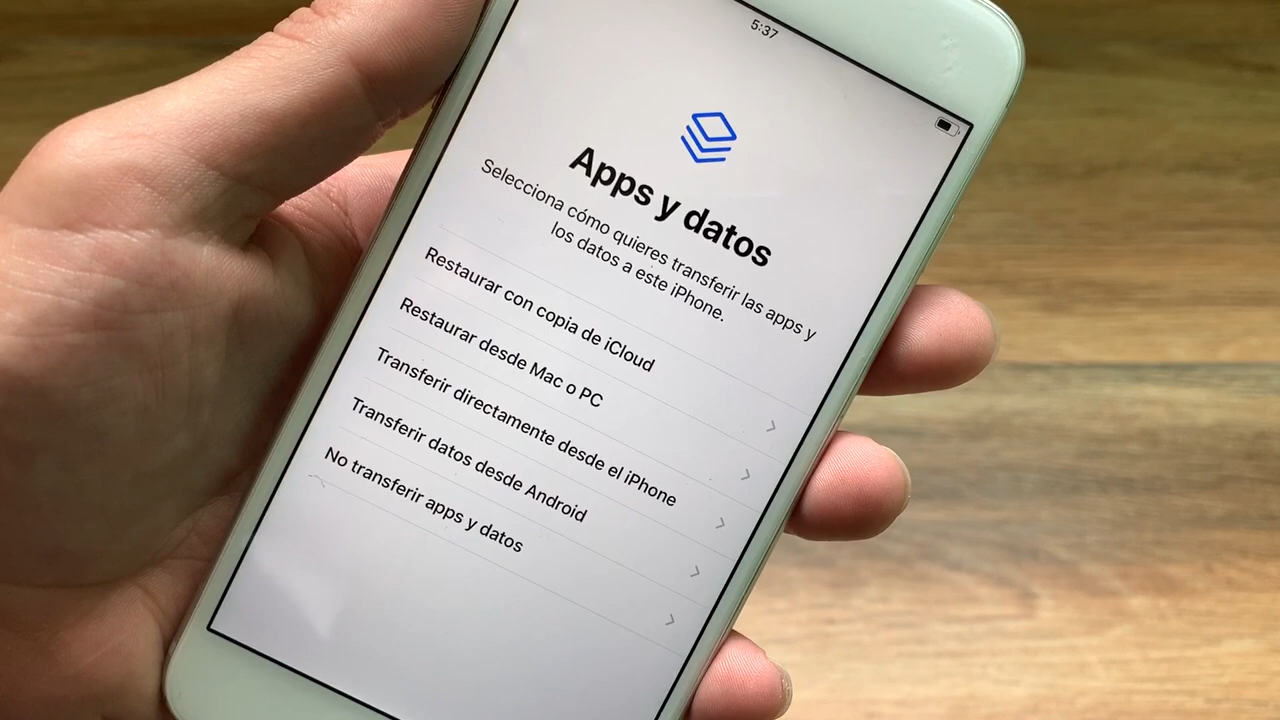 5:37
Apps y datos
Selecciona cómo quieres transferir las apps y
los datos a este iPhone.
Restaurar con copia de iCloud
Restaurar desde Mac o PC
Transferir directamente desde el iPhone
Transferir datos desde Android
No transferir apps y datos